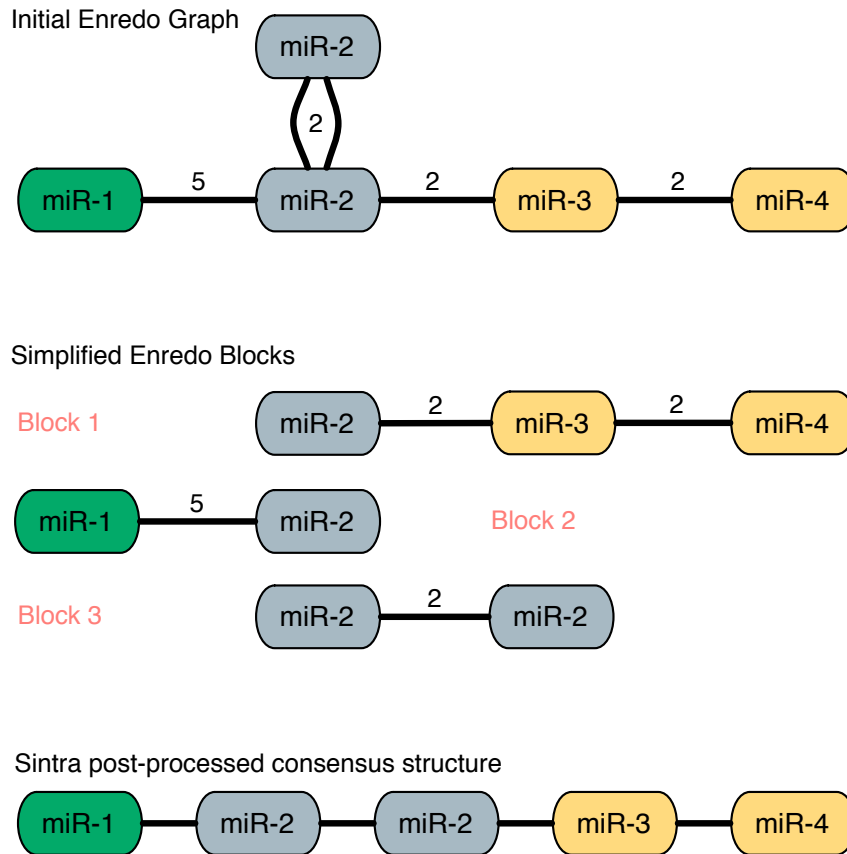 Initial Enredo Graph
miR-2
2
miR-1 5 miR-2 2 miR-3 2 miR-4
Simplified Enredo Blocks
Block 1 miR-2 2 miR-3 2 miR-4
miR-1 5 miR-2 Block 2
Block 3 miR-2 2 miR-2
Sintra post-processed consensus structure
miR-1 miR-2 miR-2 miR-3 miR-4